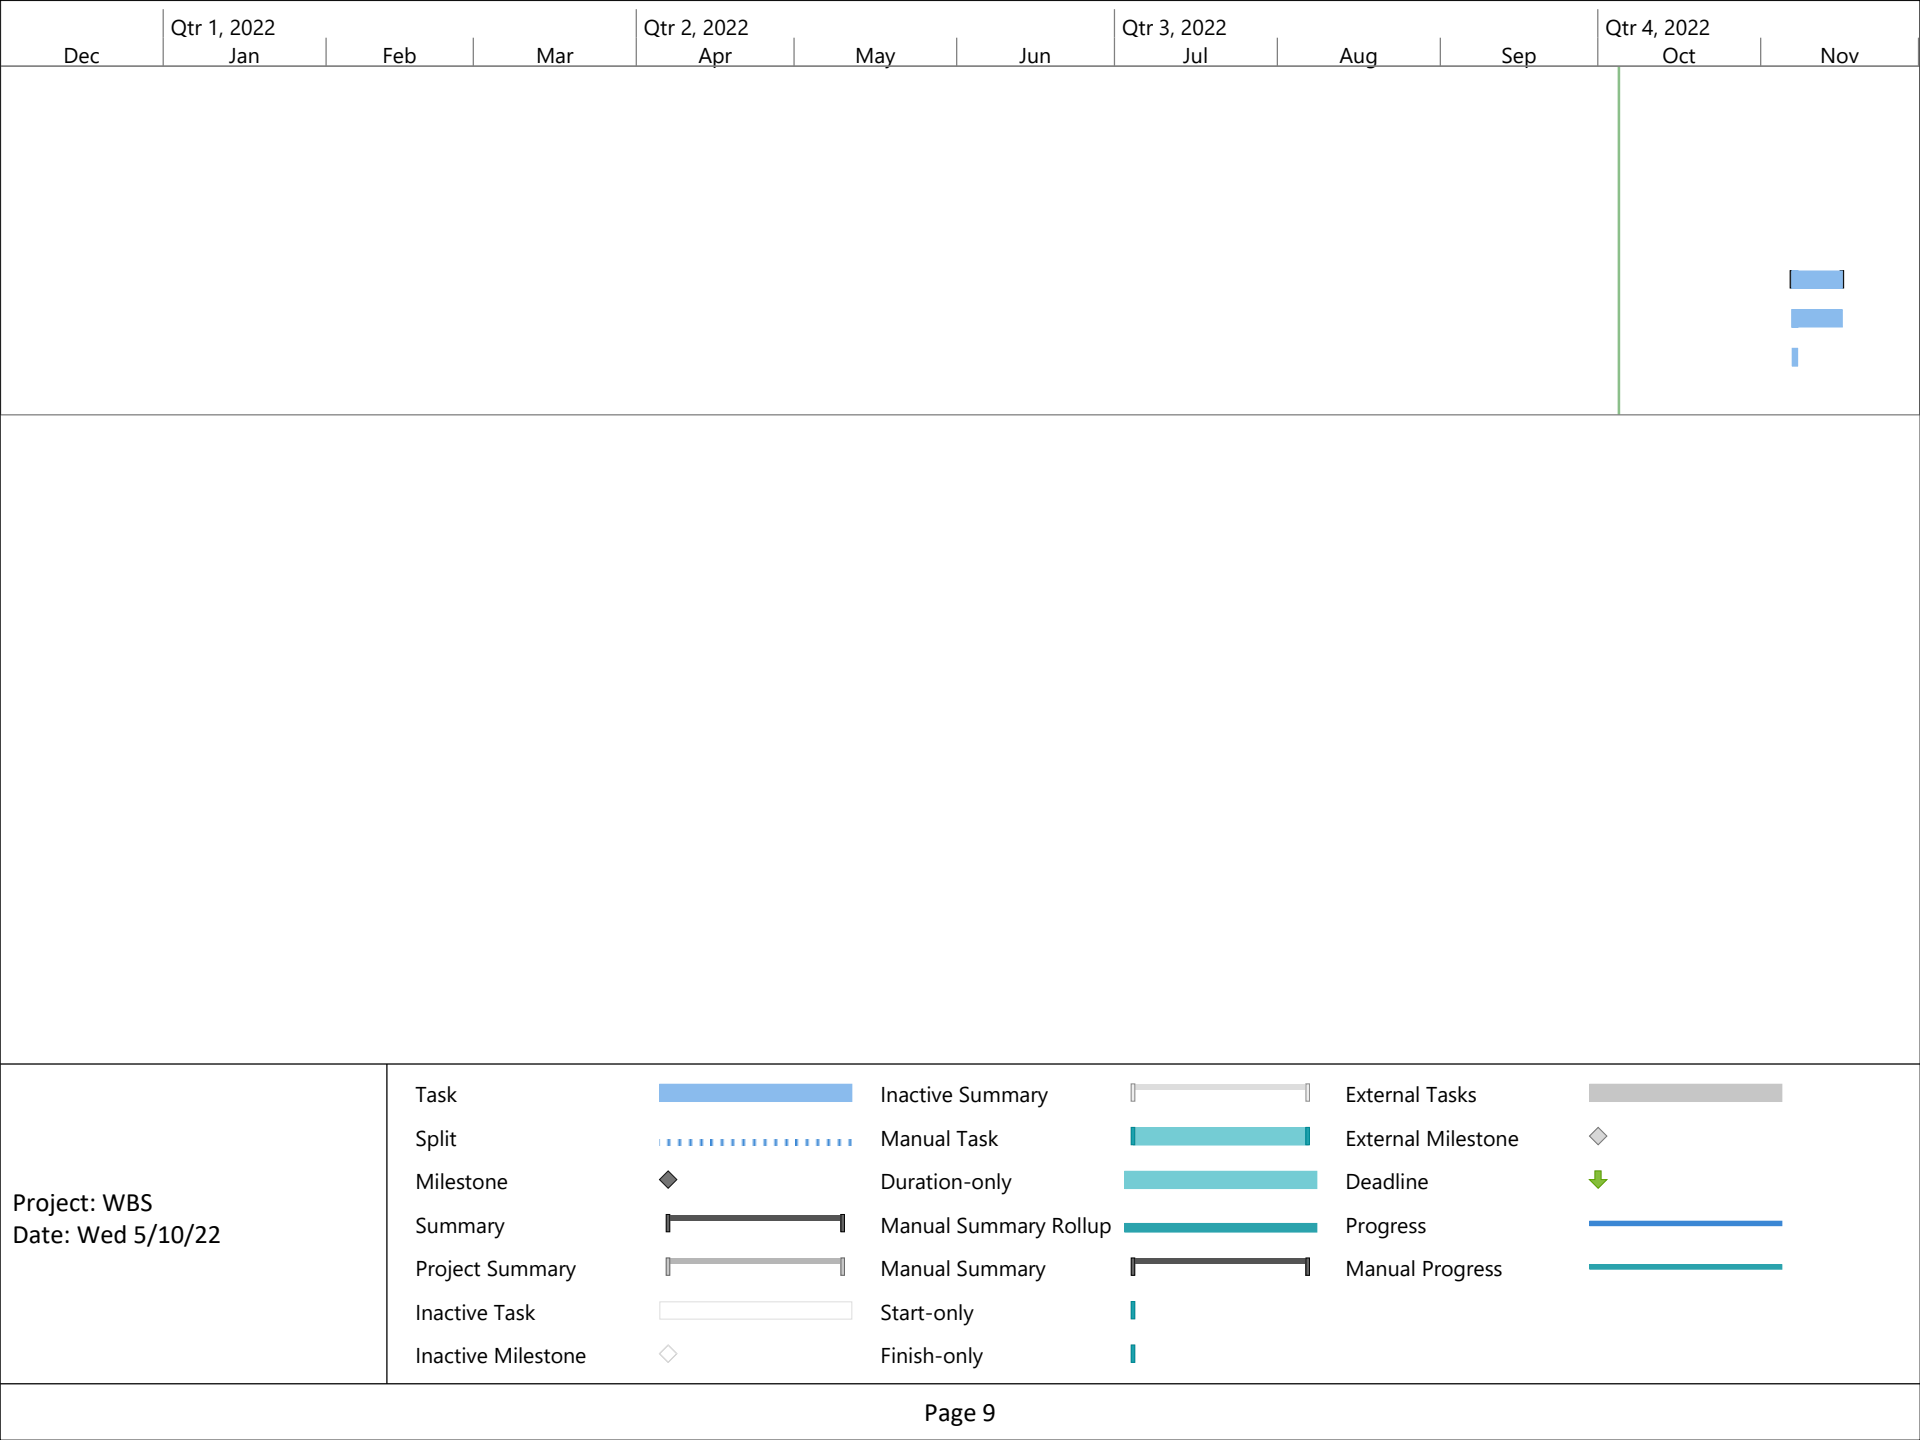 Qtr 1, 2022 Qtr 2, 2022 Qtr 3, 2022 Qtr 4, 2022
Dec Jan Feb Mar Apr May Jun Jul Aug Sep Oct Nov
Project: WBS
Date: Wed 5/10/22
Task
Split
Milestone
Summary
Project Summary
Inactive Task
Inactive Milestone
Inactive Summary
Manual Task
Duration-only
Manual Summary Rollup
Manual Summary
Start-only
Finish-only
External Tasks
External Milestone
Deadline
Progress
Manual Progress
Page 9